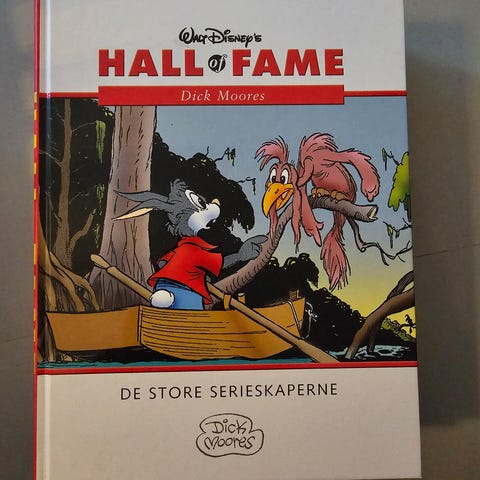 Walt Disney's
HALL of FAME
Dick Moores
DE STORE SERIESKAPERNE
Dick
Moores